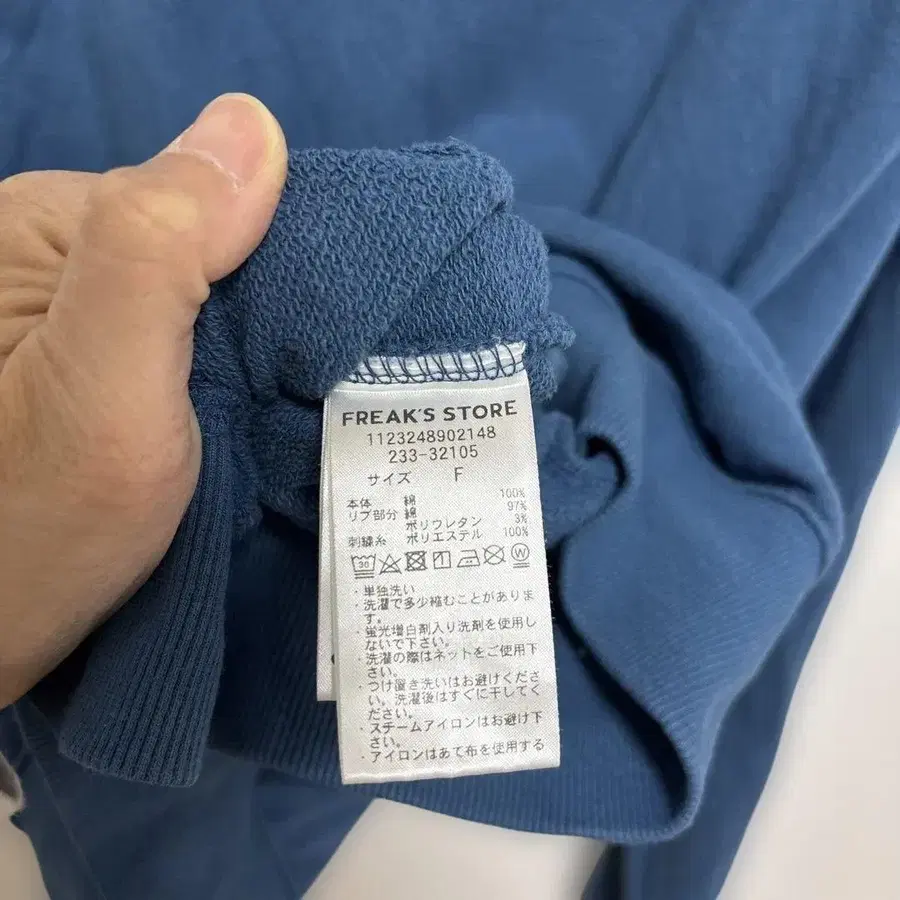 FREAK'S STORE
1123248902148
233-32105
サイズ F
本体 綿 100%
リブ部分 綿 97%
ポリウレタン 3%
刺繍糸 ポリエステル 100%
30 W
・単独洗い
・洗濯で多少縮むことがありま
す。
・蛍光増白剤入り洗剤を使用し
ないで下さい。
・洗濯の際はネットをご使用下
さい。
・つけ置き洗いはお避けくだ
さい。洗濯後はすぐに干してく
ださい。
・スチームアイロンはお避け下
さい。
・アイロンはあて布を使用する